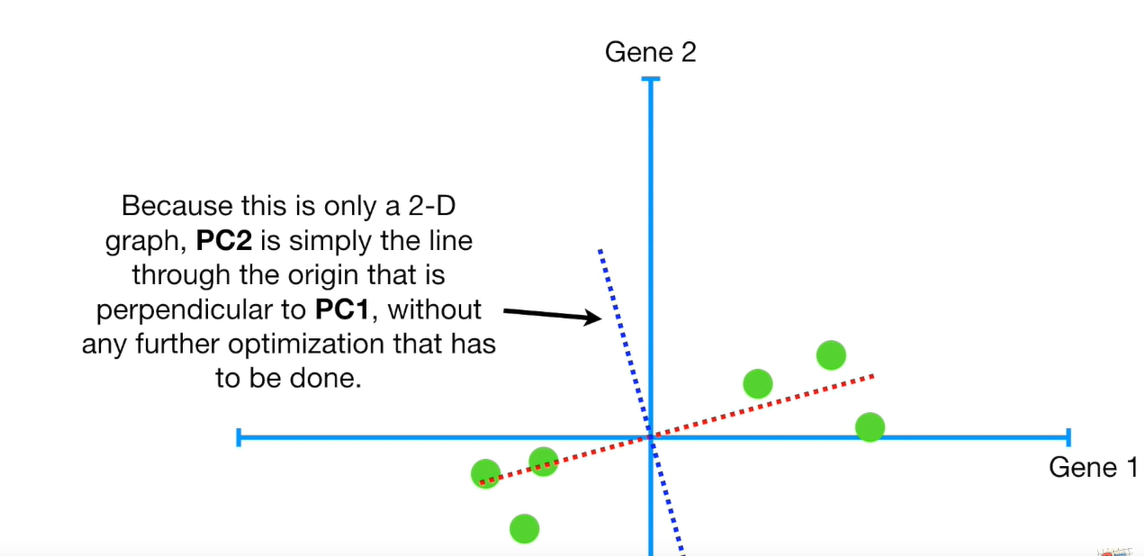 Gene 2
Because this is only a 2-D
graph, PC2 is simply the line
through the origin that is
perpendicular to PC1, without
any further optimization that has
to be done.
Gene 1